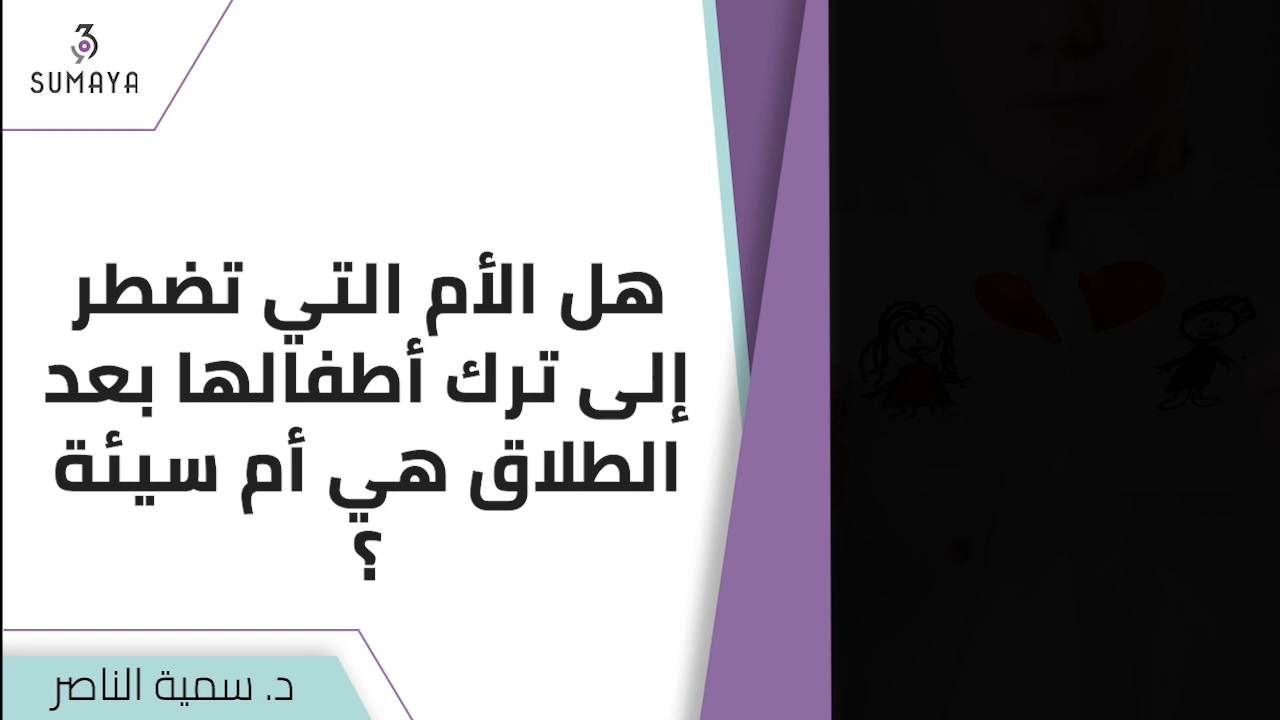 SUMAYA
هل الأم التي تضطر
إلى ترك أطفالها بعد
الطلاق هي أم سيئة
؟
د. سمية الناصر